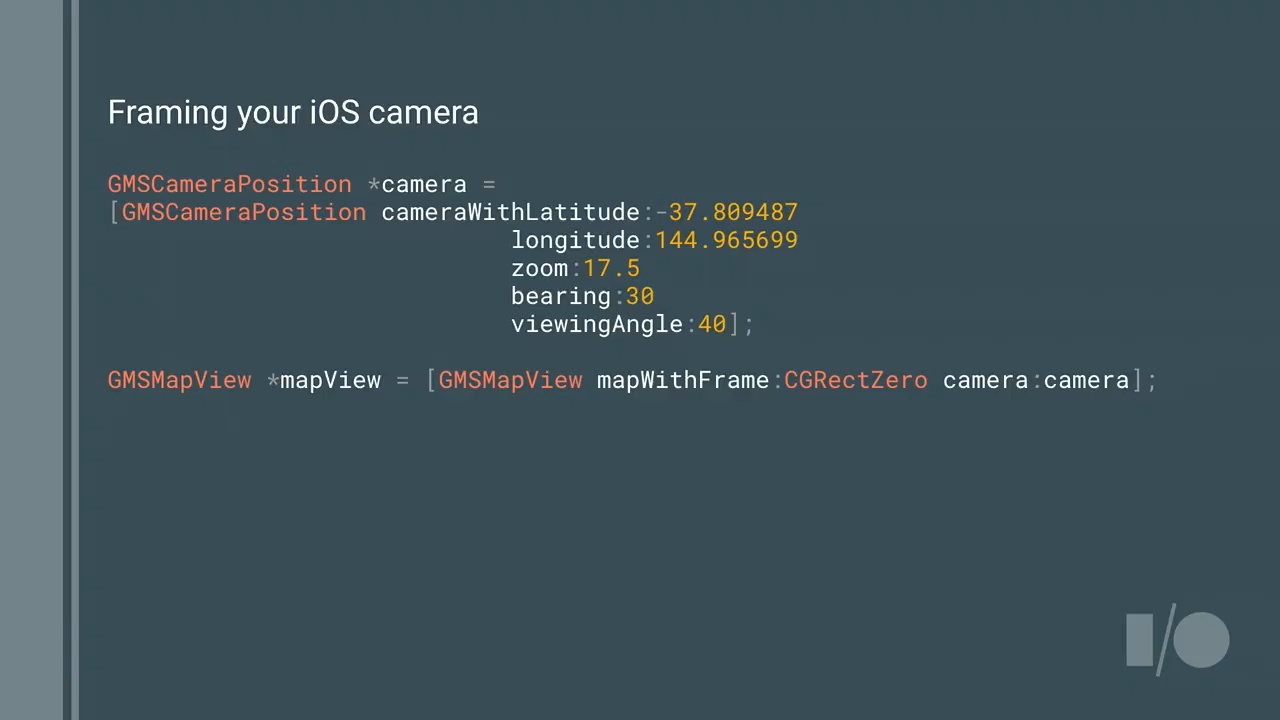 Framing your iOS camera
GMSCameraPosition *camera =
[GMSCameraPosition cameraWithLatitude:-37.809487
longitude:144.965699
zoom:17.5
bearing:30
viewingAngle:40];
GMSMapView *mapView = [GMSMapView mapWithFrame:CGRectZero camera:camera];
I/O